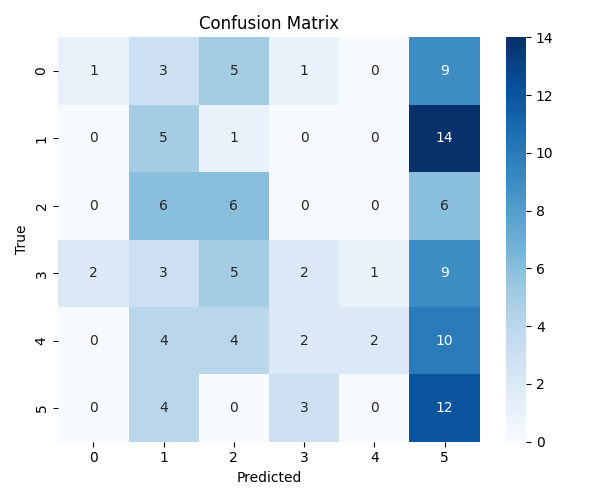 Confusion Matrix
0 1 3 5 1 0 9
1 0 5 1 0 0 14
2 0 6 6 0 0 6
3 2 3 5 2 1 9
4 0 4 4 2 2 10
5 0 4 0 3 0 12
0 1 2 3 4 5
Predicted
True
14
12
10
8
6
4
2
0